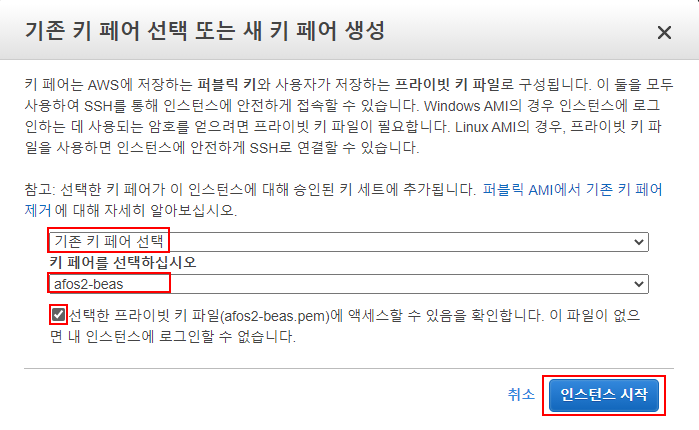 기존 키 페어 선택 또는 새 키 페어 생성
키 페어는 AWS에 저장하는 퍼블릭 키와 사용자가 저장하는 프라이빗 키 파일로 구성됩니다. 이 둘을 모두
사용하여 SSH를 통해 인스턴스에 안전하게 접속할 수 있습니다. Windows AMI의 경우 인스턴스에 로그
인하는 데 사용되는 암호를 얻으려면 프라이빗 키 파일이 필요합니다. Linux AMI의 경우, 프라이빗 키 파
일을 사용하면 인스턴스에 안전하게 SSH로 연결할 수 있습니다.
참고: 선택한 키 페어가 이 인스턴스에 대해 승인된 키 세트에 추가됩니다. 퍼블릭 AMI에서 기존 키 페어
제거 에 대해 자세히 알아보십시오.
기존 키 페어 선택
키 페어를 선택하십시오
afos2-beas
선택한 프라이빗 키 파일(afos2-beas.pem)에 액세스할 수 있음을 확인합니다. 이 파일이 없으
면 내 인스턴스에 로그인할 수 없습니다.
취소 인스턴스 시작